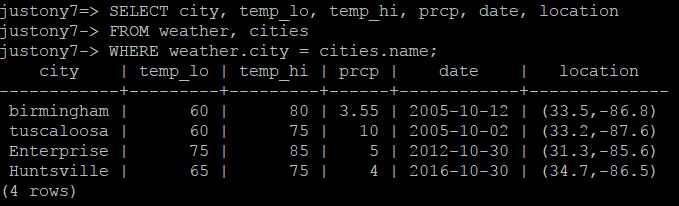 justony7=> SELECT city, temp_lo, temp_hi, prcp, date, location
justony7-> FROM weather, cities
justony7-> WHERE weather.city = cities.name;
    city    | temp_lo | temp_hi | prcp |    date    |   location
------------+---------+---------+------+------------+--------------
 birmingham |      60 |      80 | 3.55 | 2005-10-12 | (33.5,-86.8)
 tuscaloosa |      60 |      75 |   10 | 2005-10-02 | (33.2,-87.6)
 Enterprise |      75 |      85 |    5 | 2012-10-30 | (31.3,-85.6)
 Huntsville |      65 |      75 |    4 | 2016-10-30 | (34.7,-86.5)
(4 rows)